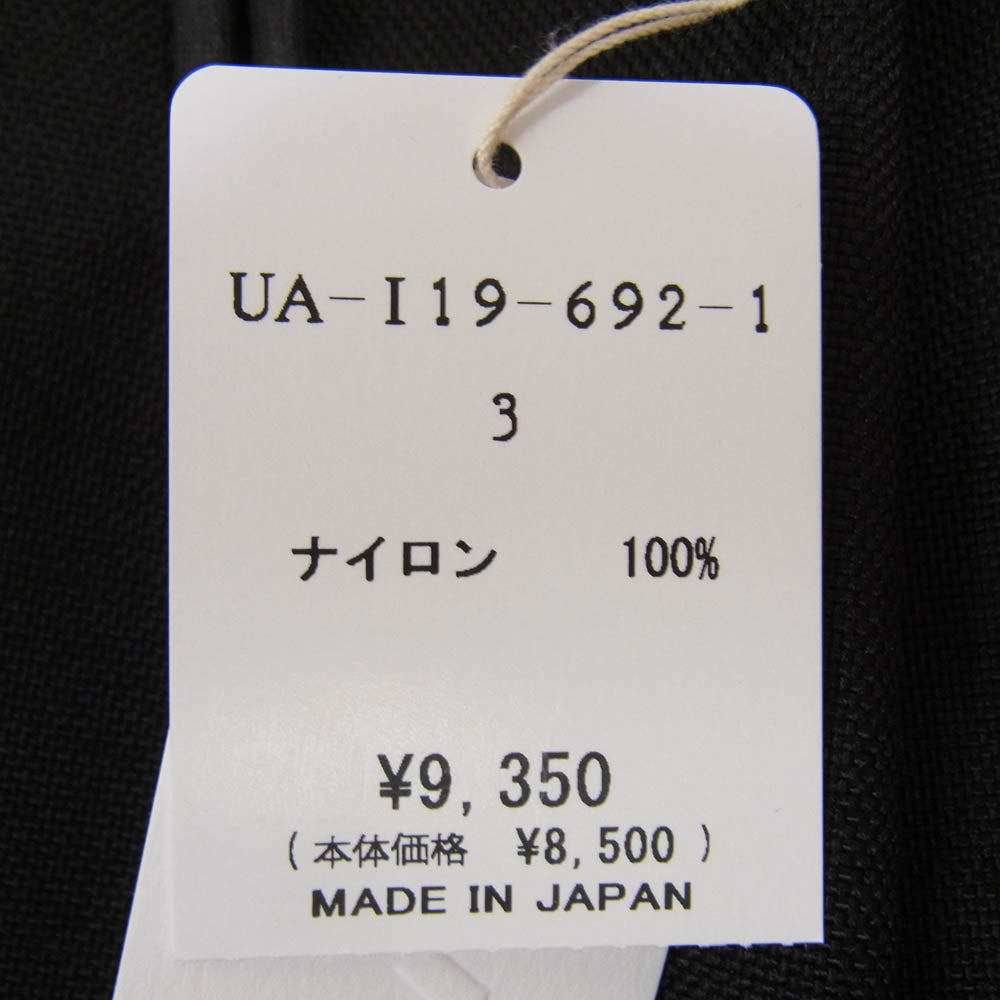 UA-I19-692-1
3
ナイロン 100%
¥9,350
(本体価格 ¥8,500)
MADE IN JAPAN